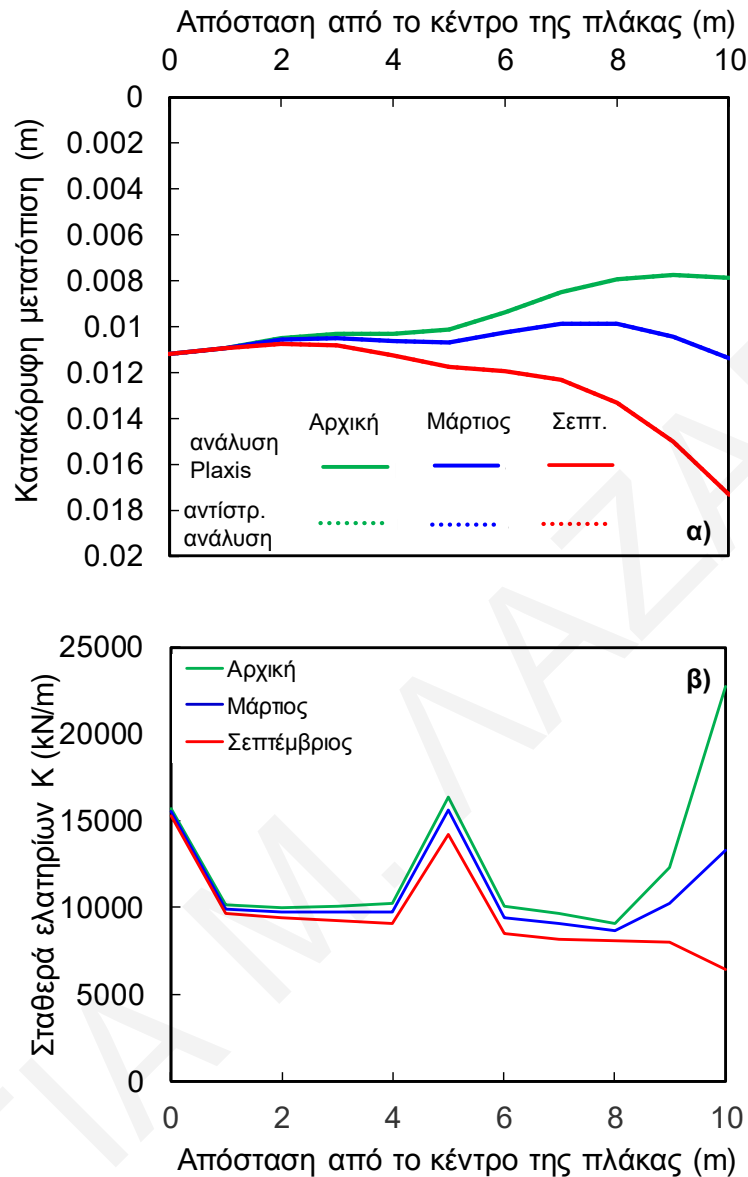 Απόσταση από το κέντρο της πλάκας (m)
0 2 4 6 8 10
Κατακόρυφη μετατόπιση (m)
0
0.002
0.004
0.006
0.008
0.01
0.012
0.014
0.016
0.018
0.02
Αρχική Μάρτιος Σεπτ.
ανάλυση
Plaxis
αντίστρ.
ανάλυση
α)
Σταθερά ελατηρίων K (kN/m)
25000
20000
15000
10000
5000
0
Αρχική
Μάρτιος
Σεπτέμβριος
β)
0 2 4 6 8 10
Απόσταση από το κέντρο της πλάκας (m)
ΤΙΑ Μ. ΛΑΖΑ